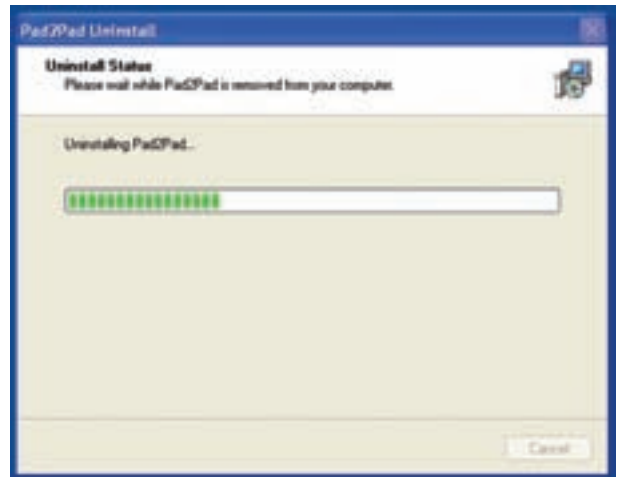 Pad2Pad Uninstall
Uninstall Status
Please wait while Pad2Pad is removed from your computer.
Uninstalling Pad2Pad...
Cancel